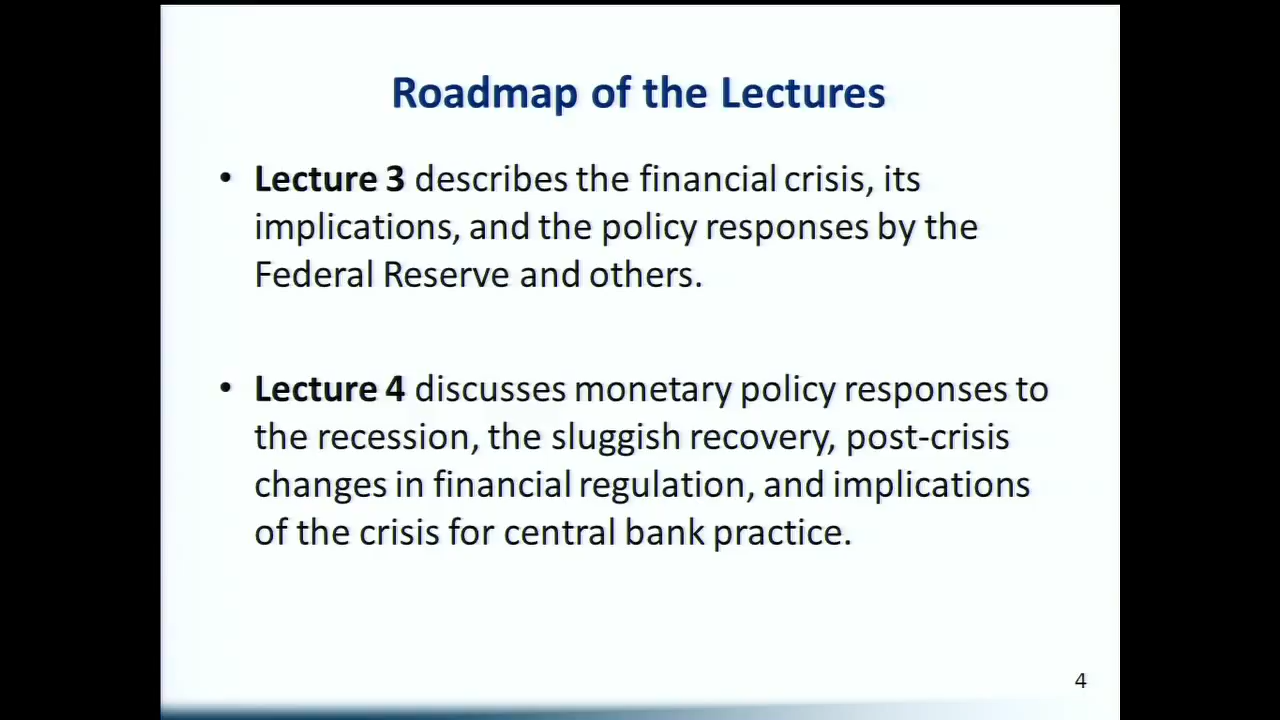 Roadmap of the Lectures
• Lecture 3 describes the financial crisis, its
implications, and the policy responses by the
Federal Reserve and others.
• Lecture 4 discusses monetary policy responses to
the recession, the sluggish recovery, post-crisis
changes in financial regulation, and implications
of the crisis for central bank practice.
4